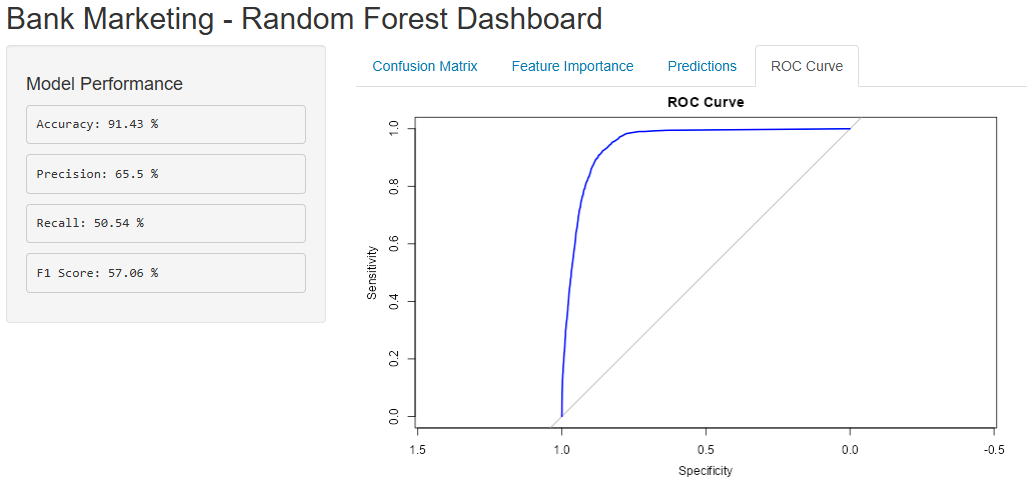 Bank Marketing - Random Forest Dashboard
Model Performance
Accuracy: 91.43 %
Precision: 65.5 %
Recall: 50.54 %
F1 Score: 57.06 %
Confusion Matrix Feature Importance Predictions ROC Curve
ROC Curve
Sensitivity
1.0
0.8
0.6
0.4
0.2
0.0
1.5 1.0 0.5 0.0 -0.5
Specificity